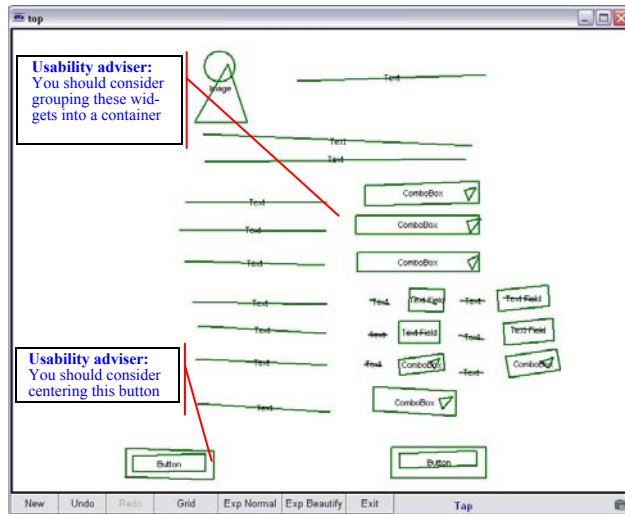 top
Usability adviser:
You should consider
grouping these wid-
gets into a container
Image
Text
Text
Text
ComboBox
Text
ComboBox
Text
ComboBox
Text
Text
Text
Text Field
Text
Text Field
Text
Text
Text Field
Text
Text Field
Text
Text
ComboBox
Text
ComboBox
Text
ComboBox
Usability adviser:
You should consider
centering this button
Button
Button
New Undo Redo Grid Exp Normal Exp Beautify Exit Tap